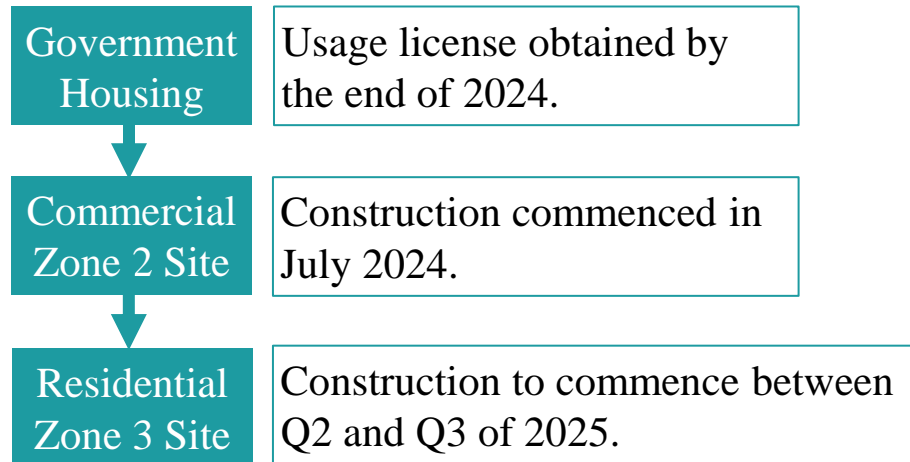 Government
Housing
Usage license obtained by
the end of 2024.
Commercial
Zone 2 Site
Construction commenced in
July 2024.
Residential
Zone 3 Site
Construction to commence between
Q2 and Q3 of 2025.